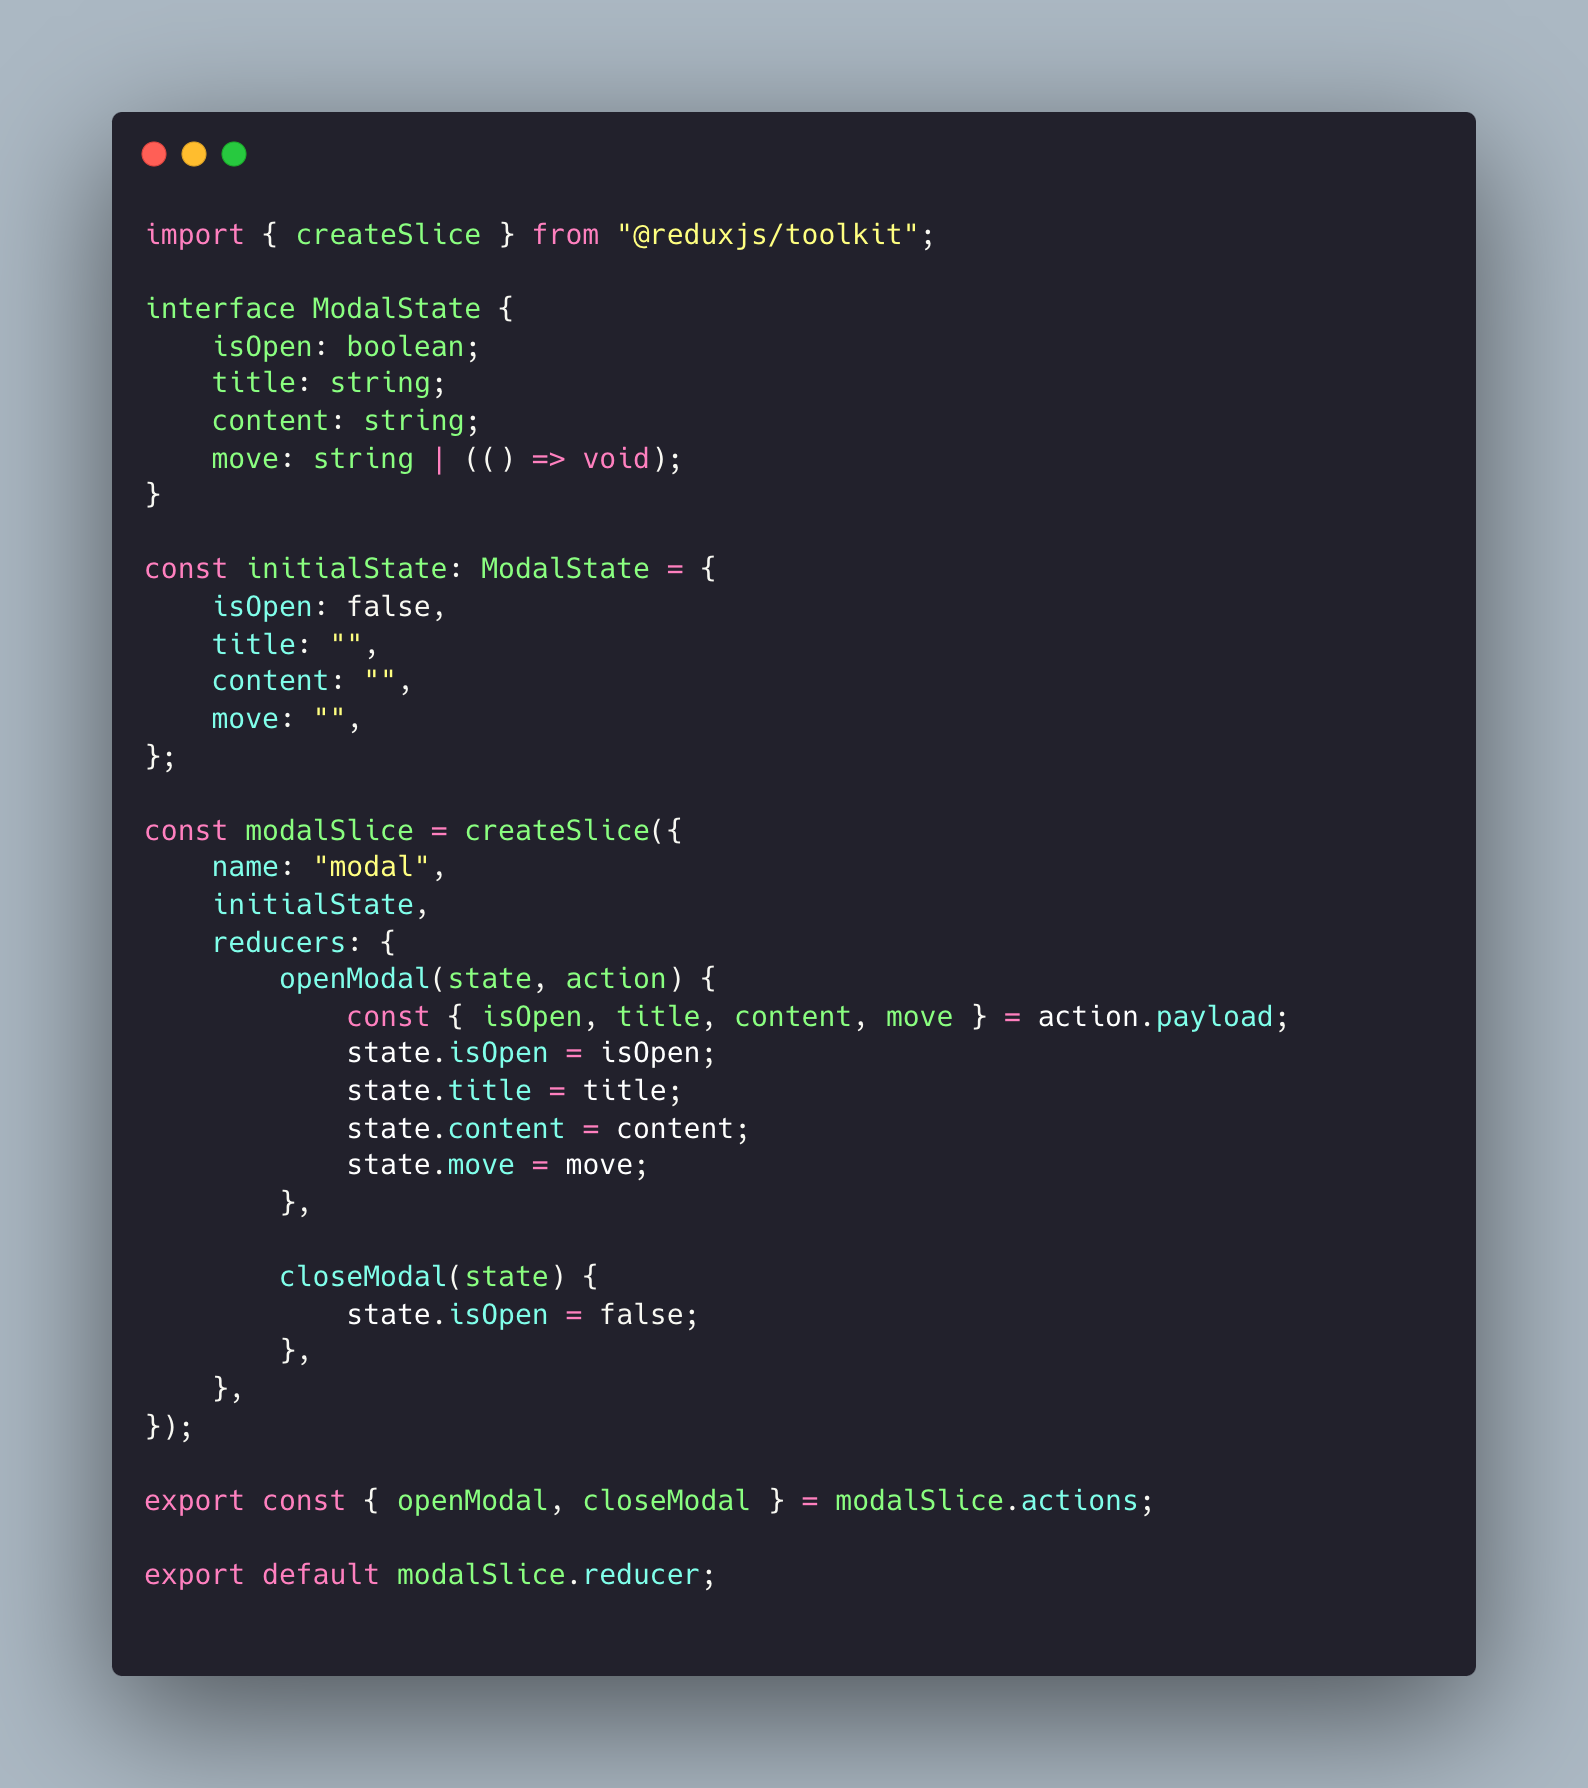 import { createSlice } from "@reduxjs/toolkit";

interface ModalState {
    isOpen: boolean;
    title: string;
    content: string;
    move: string | (() => void);
}

const initialState: ModalState = {
    isOpen: false,
    title: "",
    content: "",
    move: "",
};

const modalSlice = createSlice({
    name: "modal",
    initialState,
    reducers: {
        openModal(state, action) {
            const { isOpen, title, content, move } = action.payload;
            state.isOpen = isOpen;
            state.title = title;
            state.content = content;
            state.move = move;
        },

        closeModal(state) {
            state.isOpen = false;
        },
    },
});

export const { openModal, closeModal } = modalSlice.actions;

export default modalSlice.reducer;